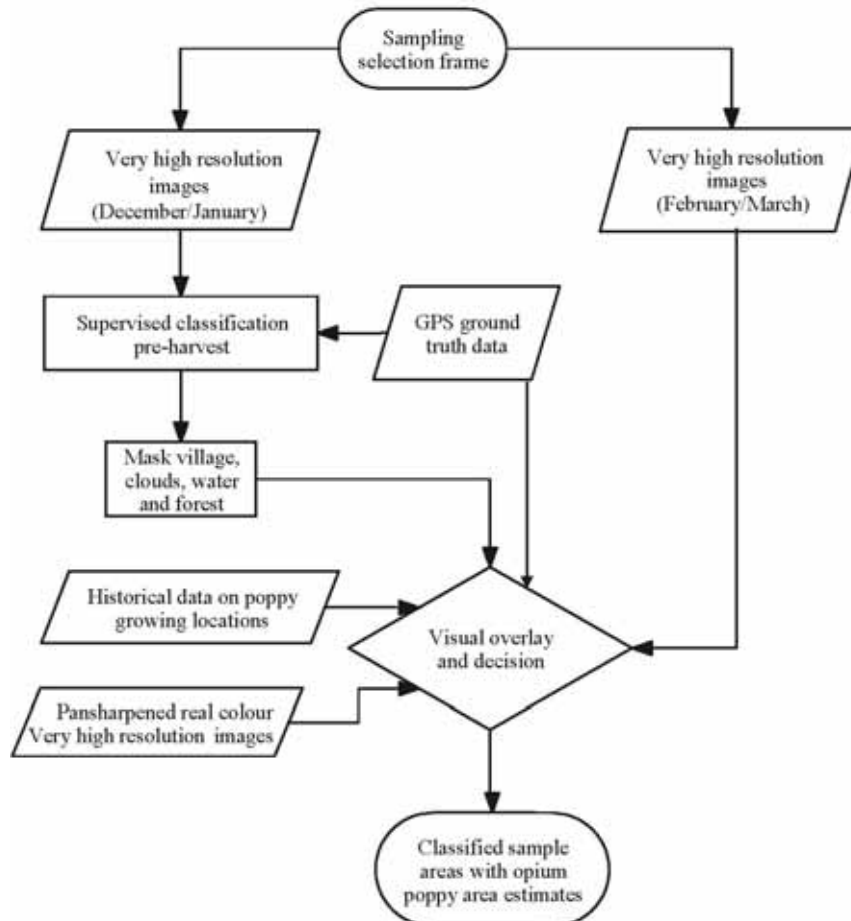 Sampling
selection frame
Very high resolution
images
(December/January)
Very high resolution
images
(February/March)
Supervised classification
pre-harvest
GPS ground
truth data
Mask village,
clouds, water
and forest
Historical data on poppy
growing locations
Visual overlay
and decision
Pansharpened real colour
Very high resolution images
Classified sample
areas with opium
poppy area estimates